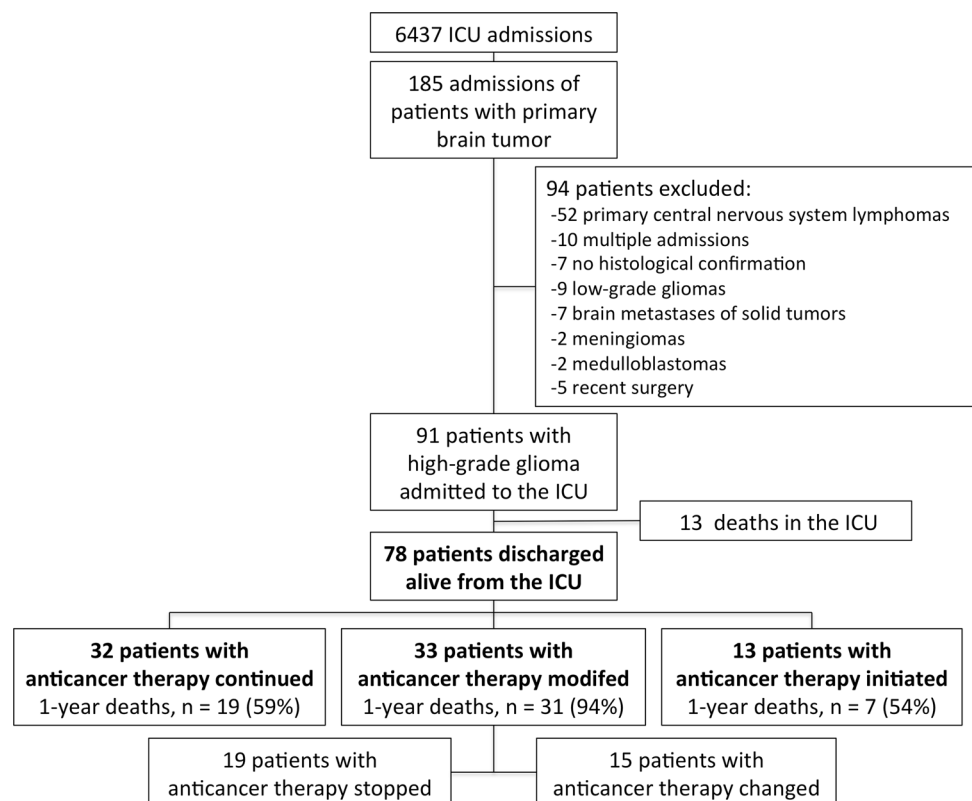 6437 ICU admissions
185 admissions of
patients with primary
brain tumor
94 patients excluded:
-52 primary central nervous system lymphomas
-10 multiple admissions
-7 no histological confirmation
-9 low-grade gliomas
-7 brain metastases of solid tumors
-2 meningiomas
-2 medulloblastomas
-5 recent surgery
91 patients with
high-grade glioma
admitted to the ICU
13 deaths in the ICU
78 patients discharged
alive from the ICU
32 patients with
anticancer therapy continued
1-year deaths, n = 19 (59%)
33 patients with
anticancer therapy modifed
1-year deaths, n = 31 (94%)
13 patients with
anticancer therapy initiated
1-year deaths, n = 7 (54%)
19 patients with
anticancer therapy stopped
15 patients with
anticancer therapy changed